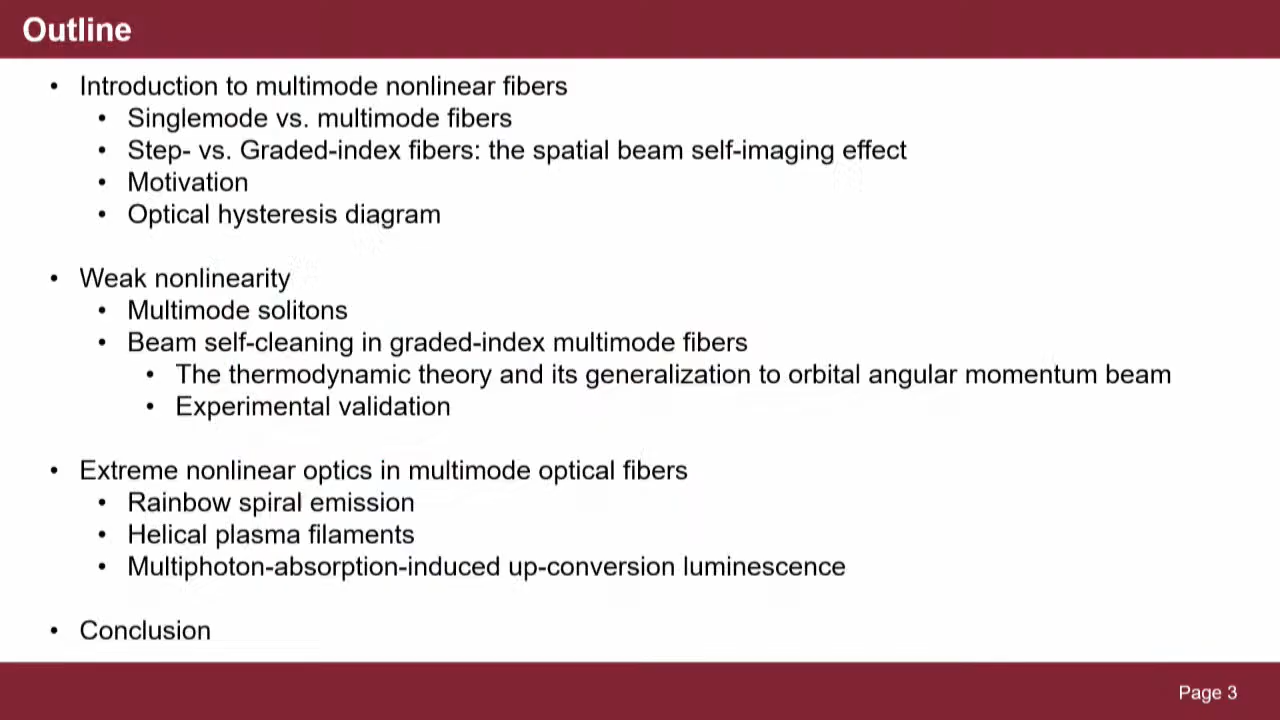 Outline
• Introduction to multimode nonlinear fibers
• Singlemode vs. multimode fibers
• Step- vs. Graded-index fibers: the spatial beam self-imaging effect
• Motivation
• Optical hysteresis diagram
• Weak nonlinearity
• Multimode solitons
• Beam self-cleaning in graded-index multimode fibers
• The thermodynamic theory and its generalization to orbital angular momentum beam
• Experimental validation
• Extreme nonlinear optics in multimode optical fibers
• Rainbow spiral emission
• Helical plasma filaments
• Multiphoton-absorption-induced up-conversion luminescence
• Conclusion
Page 3